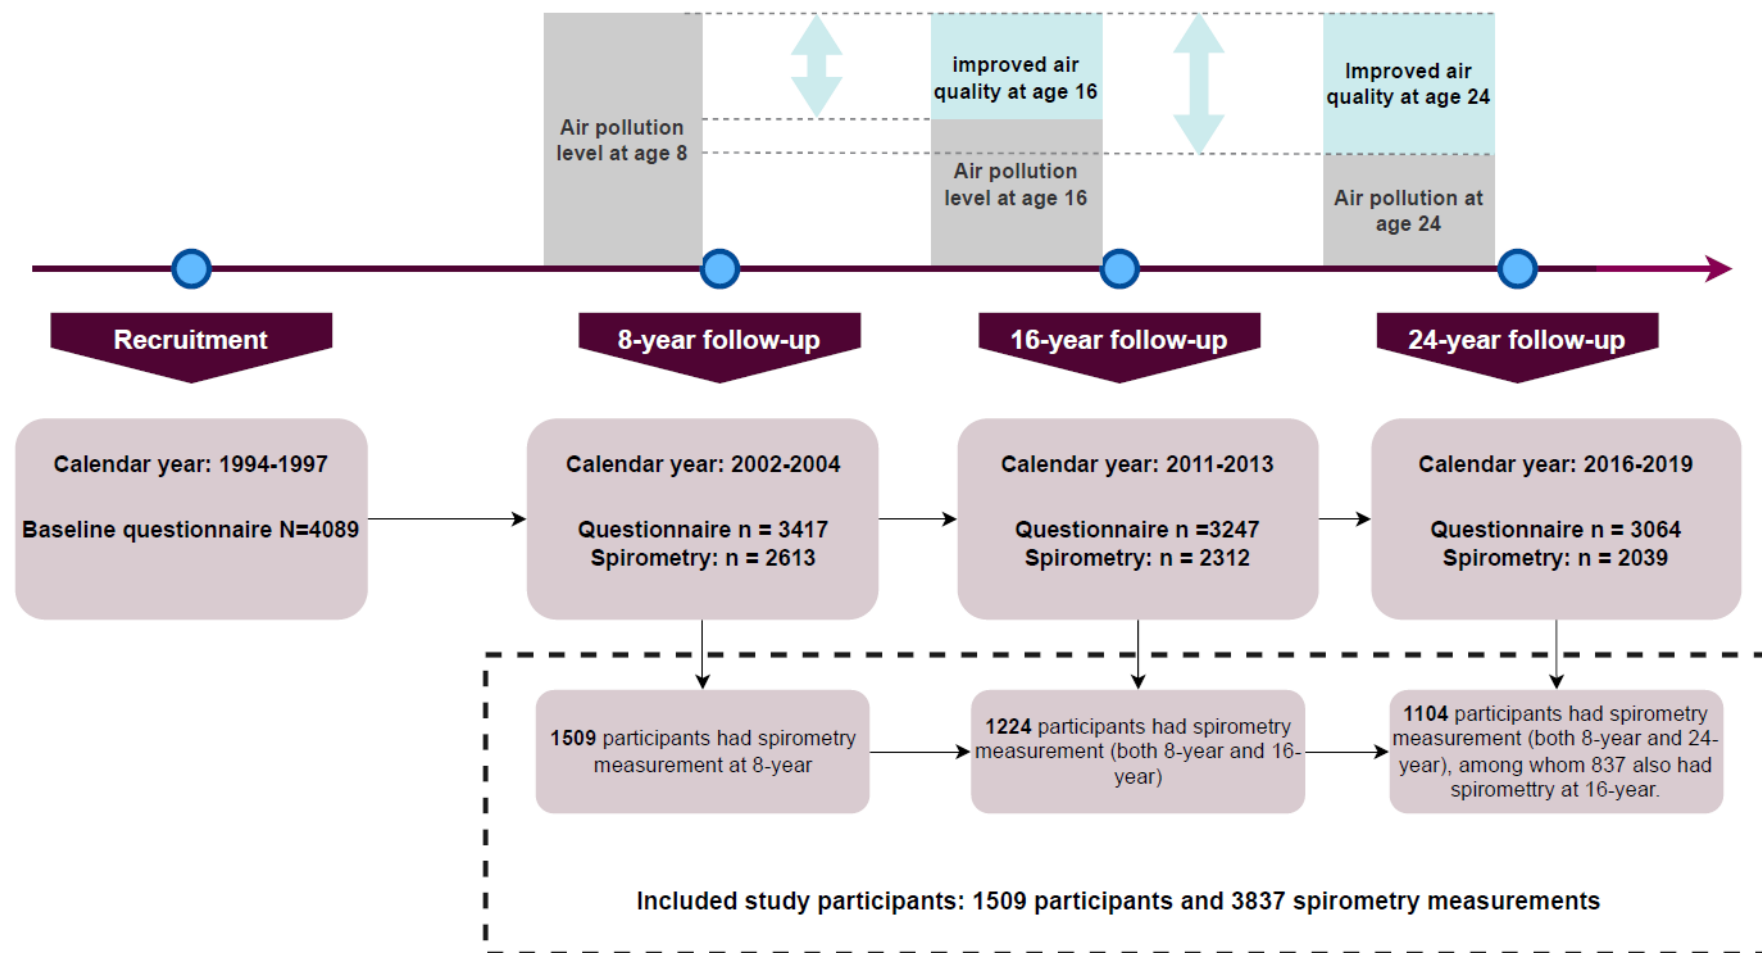 Air pollution
level at age 8
improved air
quality at age 16
Air pollution
level at age 16
Improved air
quality at age 24
Air pollution at
age 24
Recruitment
8-year follow-up
16-year follow-up
24-year follow-up
Calendar year: 1994-1997
Baseline questionnaire N=4089
Calendar year: 2002-2004
Questionnaire n = 3417
Spirometry: n = 2613
Calendar year: 2011-2013
Questionnaire n =3247
Spirometry: n = 2312
Calendar year: 2016-2019
Questionnaire n = 3064
Spirometry: n = 2039
1509 participants had spirometry
measurement at 8-year
1224 participants had spirometry
measurement (both 8-year and 16-
year)
1104 participants had spirometry
measurement (both 8-year and 24-
year), among whom 837 also had
spiromettry at 16-year.
Included study participants: 1509 participants and 3837 spirometry measurements